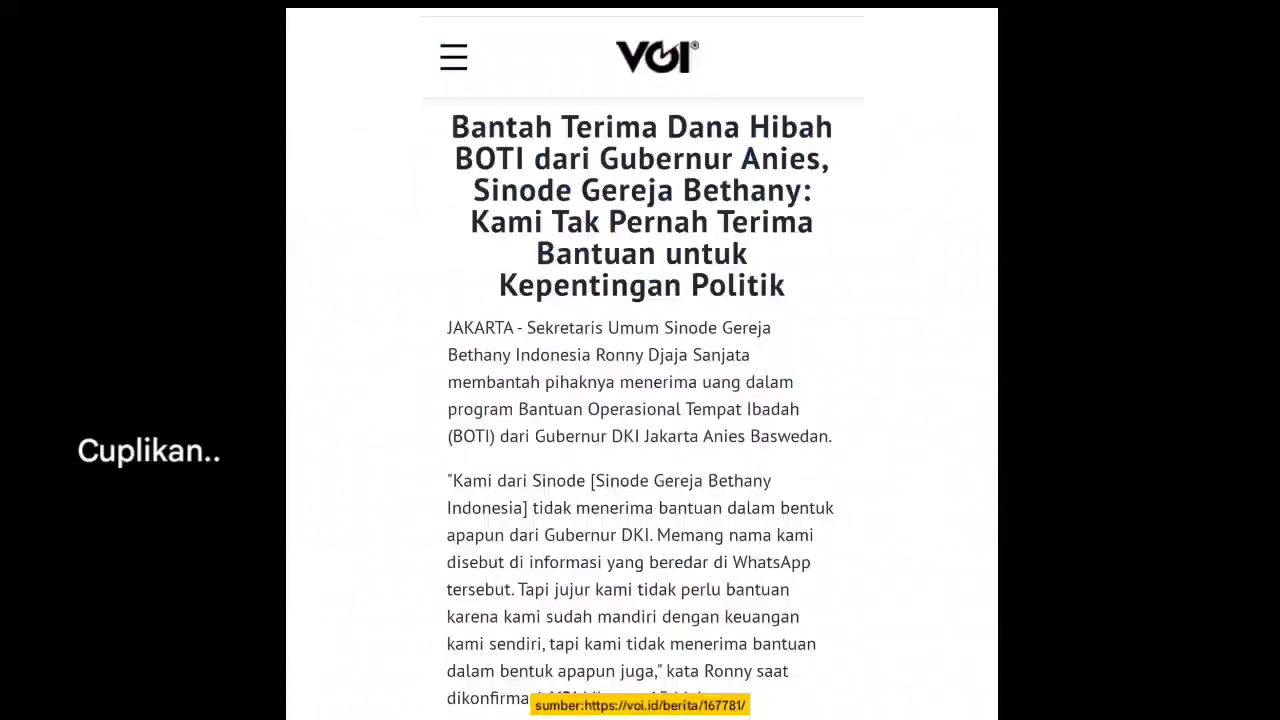 VOI®
Bantah Terima Dana Hibah
BOTI dari Gubernur Anies,
Sinode Gereja Bethany:
Kami Tak Pernah Terima
Bantuan untuk
Kepentingan Politik
JAKARTA - Sekretaris Umum Sinode Gereja
Bethany Indonesia Ronny Djaja Sanjata
membantah pihaknya menerima uang dalam
program Bantuan Operasional Tempat Ibadah
(BOTI) dari Gubernur DKI Jakarta Anies Baswedan.
"Kami dari Sinode [Sinode Gereja Bethany
Indonesia] tidak menerima bantuan dalam bentuk
apapun dari Gubernur DKI. Memang nama kami
disebut di informasi yang beredar di WhatsApp
tersebut. Tapi jujur kami tidak perlu bantuan
karena kami sudah mandiri dengan keuangan
kami sendiri, tapi kami tidak menerima bantuan
dalam bentuk apapun juga," kata Ronny saat
Cuplikan..
sumber:https://voi.id/berita/167781/